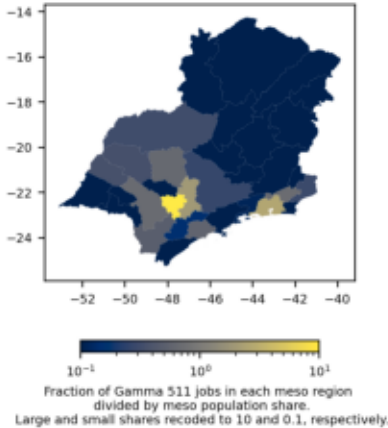 −14
−16
−18
−20
−22
−24
−52 −50 −48 −46 −44 −42 −40
10⁻¹ 10⁰ 10¹
Fraction of Gamma 511 jobs in each meso region
divided by meso population share.
Large and small shares recoded to 10 and 0.1, respectively.